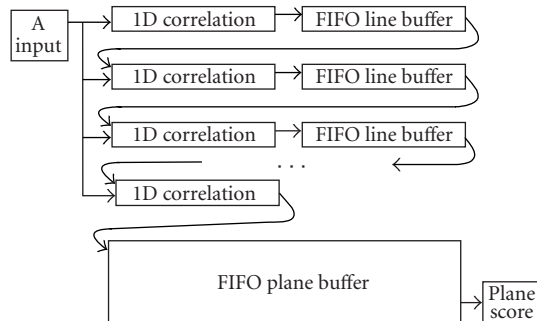 A
input
1D correlation
FIFO line buffer
1D correlation
FIFO line buffer
1D correlation
FIFO line buffer
. . .
1D correlation
FIFO plane buffer
Plane
score